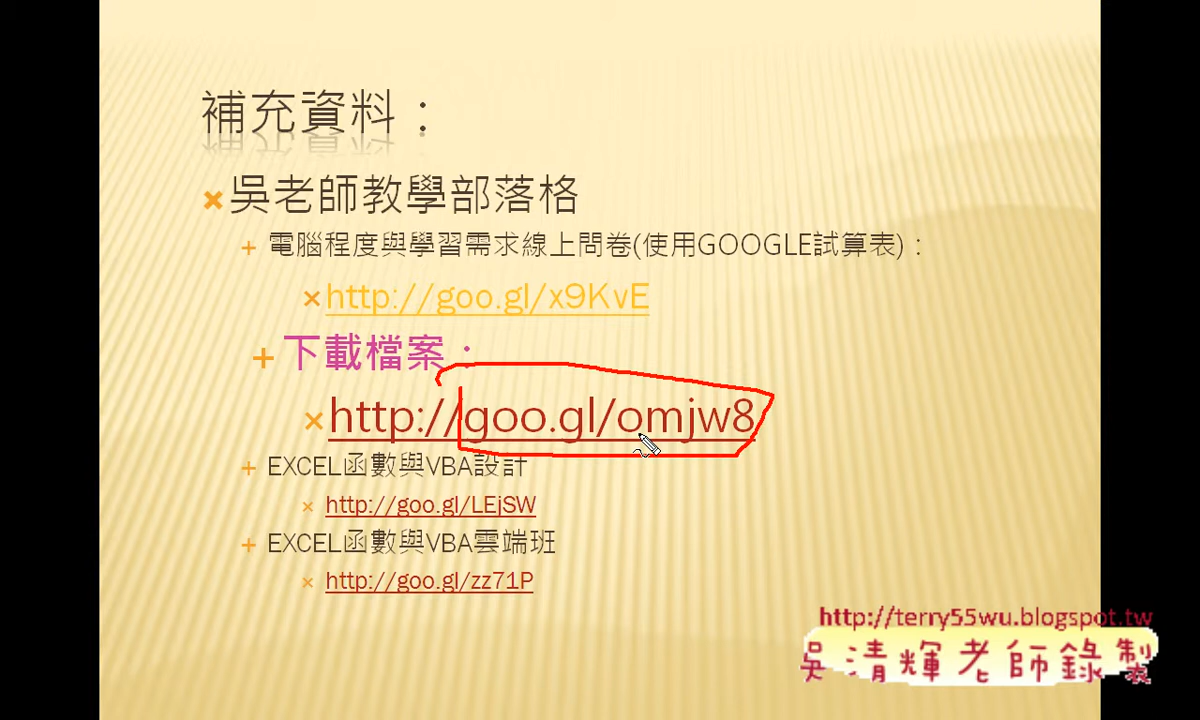 補充資料：
吳老師教學部落格
電腦程度與學習需求線上問卷(使用GOOGLE試算表)：
http://goo.gl/x9KvE
下載檔案：
http://goo.gl/omjw8
EXCEL函數與VBA設計
http://goo.gl/LEjSW
EXCEL函數與VBA雲端班
http://goo.gl/zz71P
http://terry55wu.blogspot.tw
吳清輝老師錄製